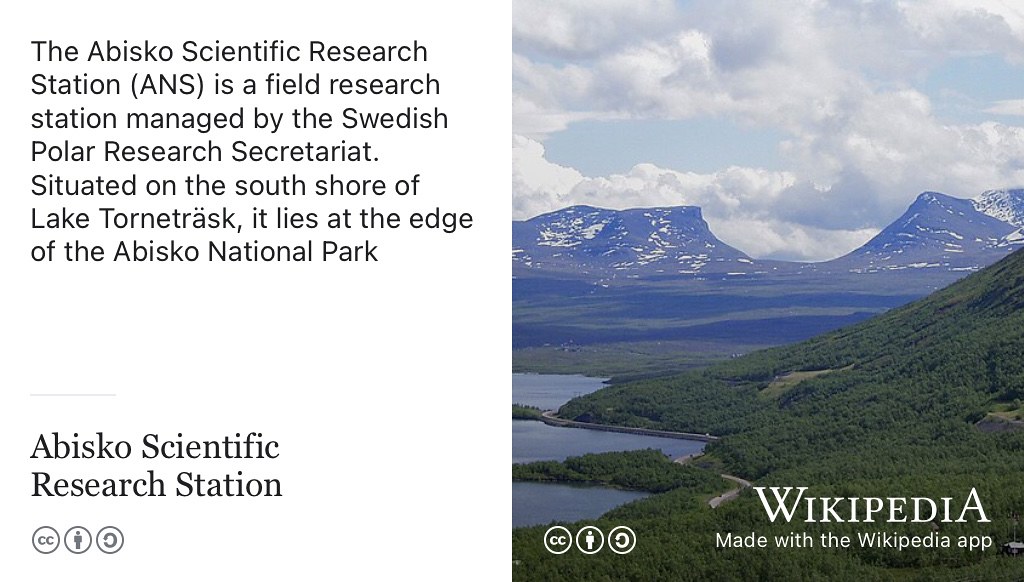 The Abisko Scientific Research
Station (ANS) is a field research
station managed by the Swedish
Polar Research Secretariat.
Situated on the south shore of
Lake Torneträsk, it lies at the edge
of the Abisko National Park
Abisko Scientific
Research Station
cc
WIKIPEDIA
cc
Made with the Wikipedia app